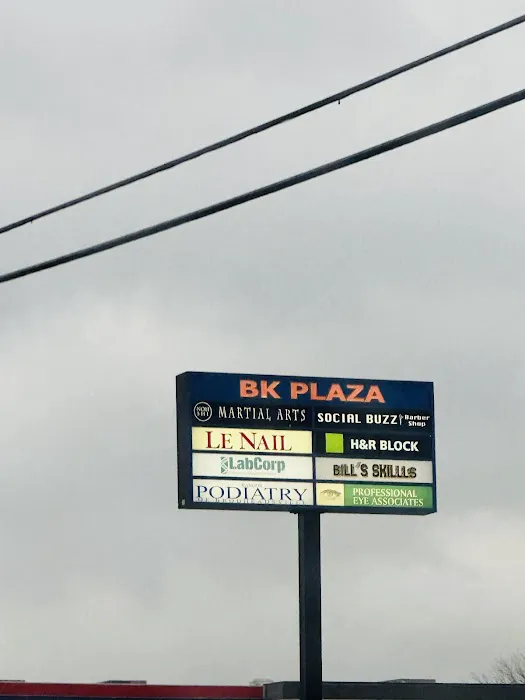 BK PLAZA
MARTIAL ARTS
SOCIAL BUZZ Barber
Shop
LE NAIL
H&R BLOCK
LabCorp
BILL'S SKILLLS
PODIATRY
PROFESSIONAL
EYE ASSOCIATES